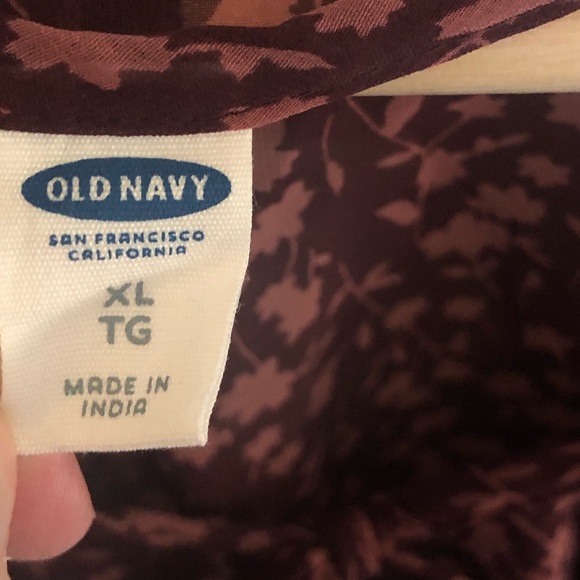 OLD NAVY
SAN FRANCISCO
CALIFORNIA
XL
TG
MADE IN
INDIA